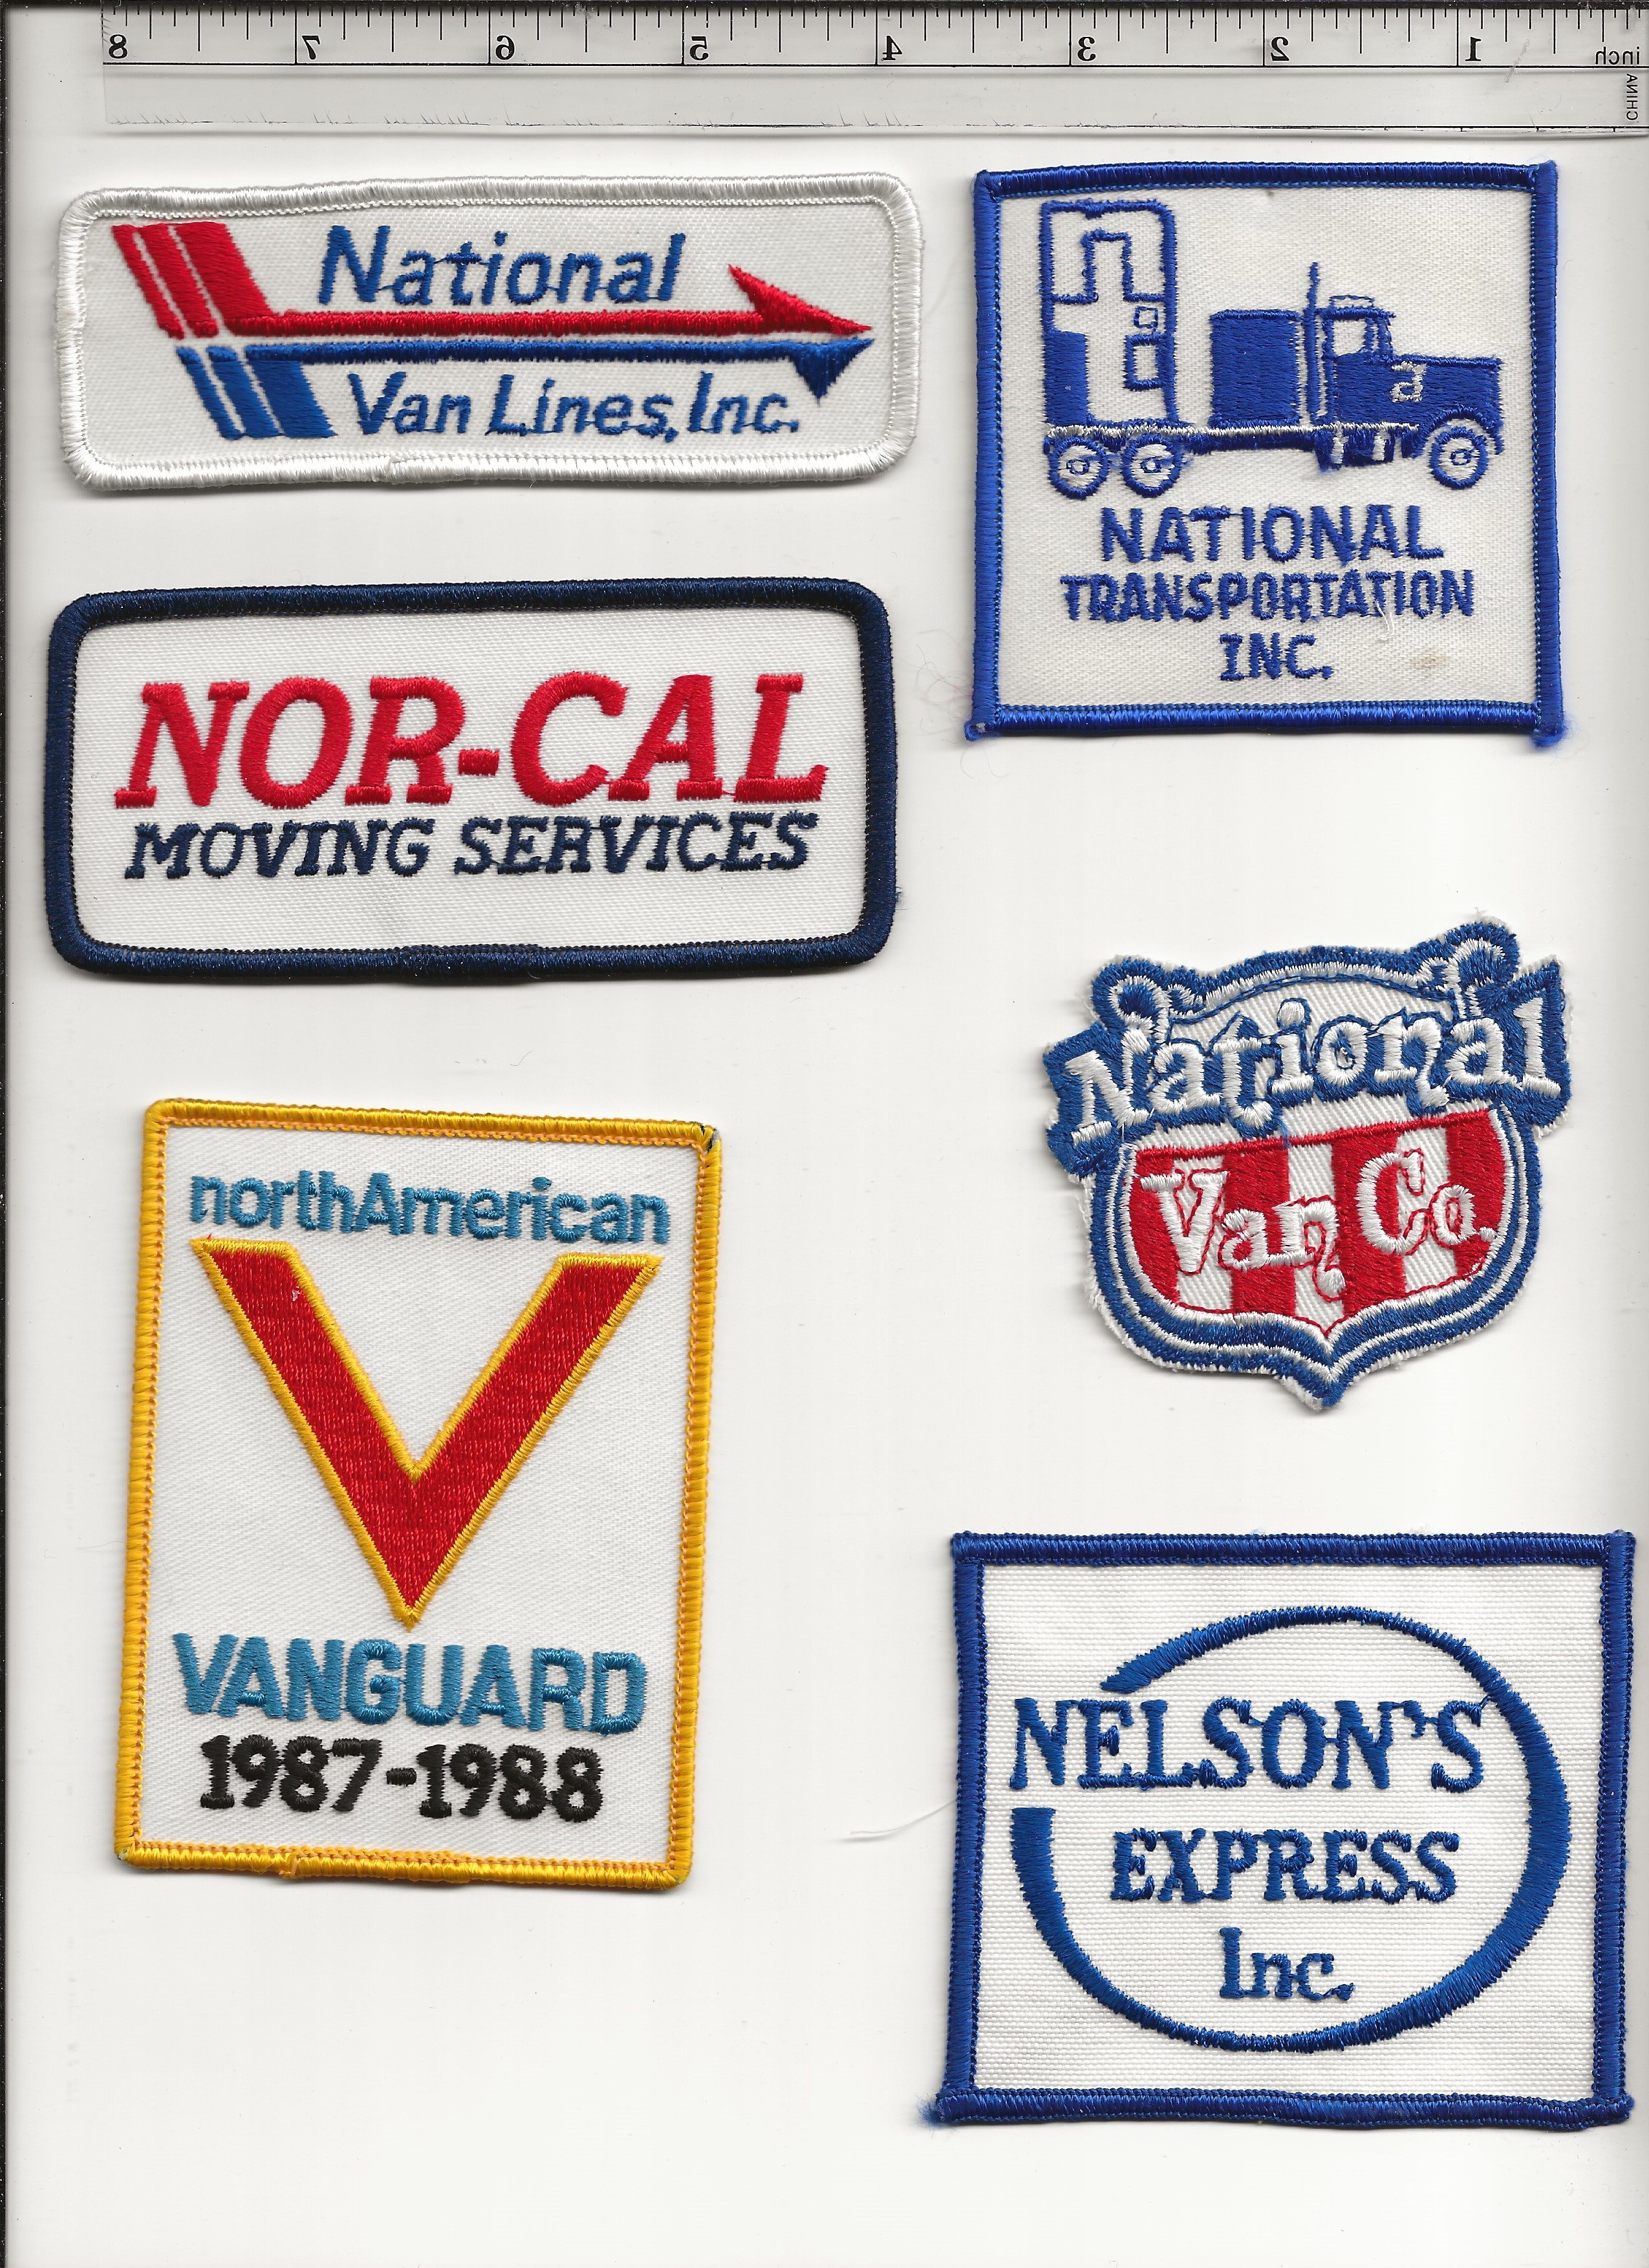 8 7 6 5 4 3 2 1 inch
CHINA
National
Van Lines, Inc.
NATIONAL
TRANSPORTATION
INC.
NOR-CAL
MOVING SERVICES
National
Van Co.
northAmerican
V
VANGUARD
1987-1988
NELSON'S
EXPRESS
Inc.